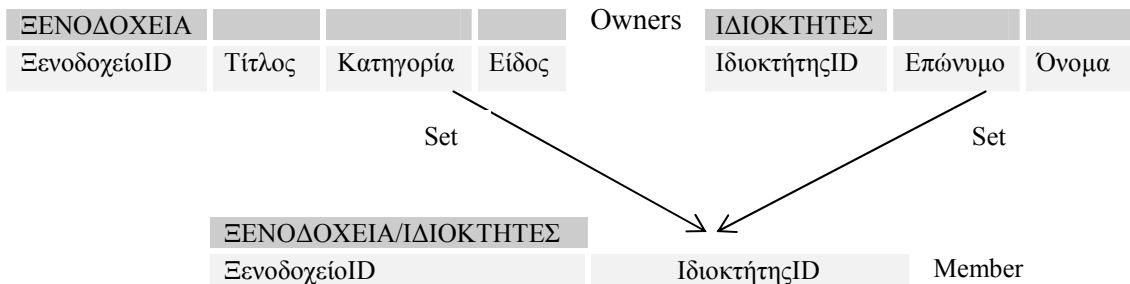 ΞΕΝΟΔΟΧΕΙΑ Owners ΙΔΙΟΚΤΗΤΕΣ
ΞενοδοχείοID Τίτλος Κατηγορία Είδος ΙδιοκτήτηςID Επώνυμο Όνομα
Set Set
ΞΕΝΟΔΟΧΕΙΑ/ΙΔΙΟΚΤΗΤΕΣ
ΞενοδοχείοID ΙδιοκτήτηςID Member